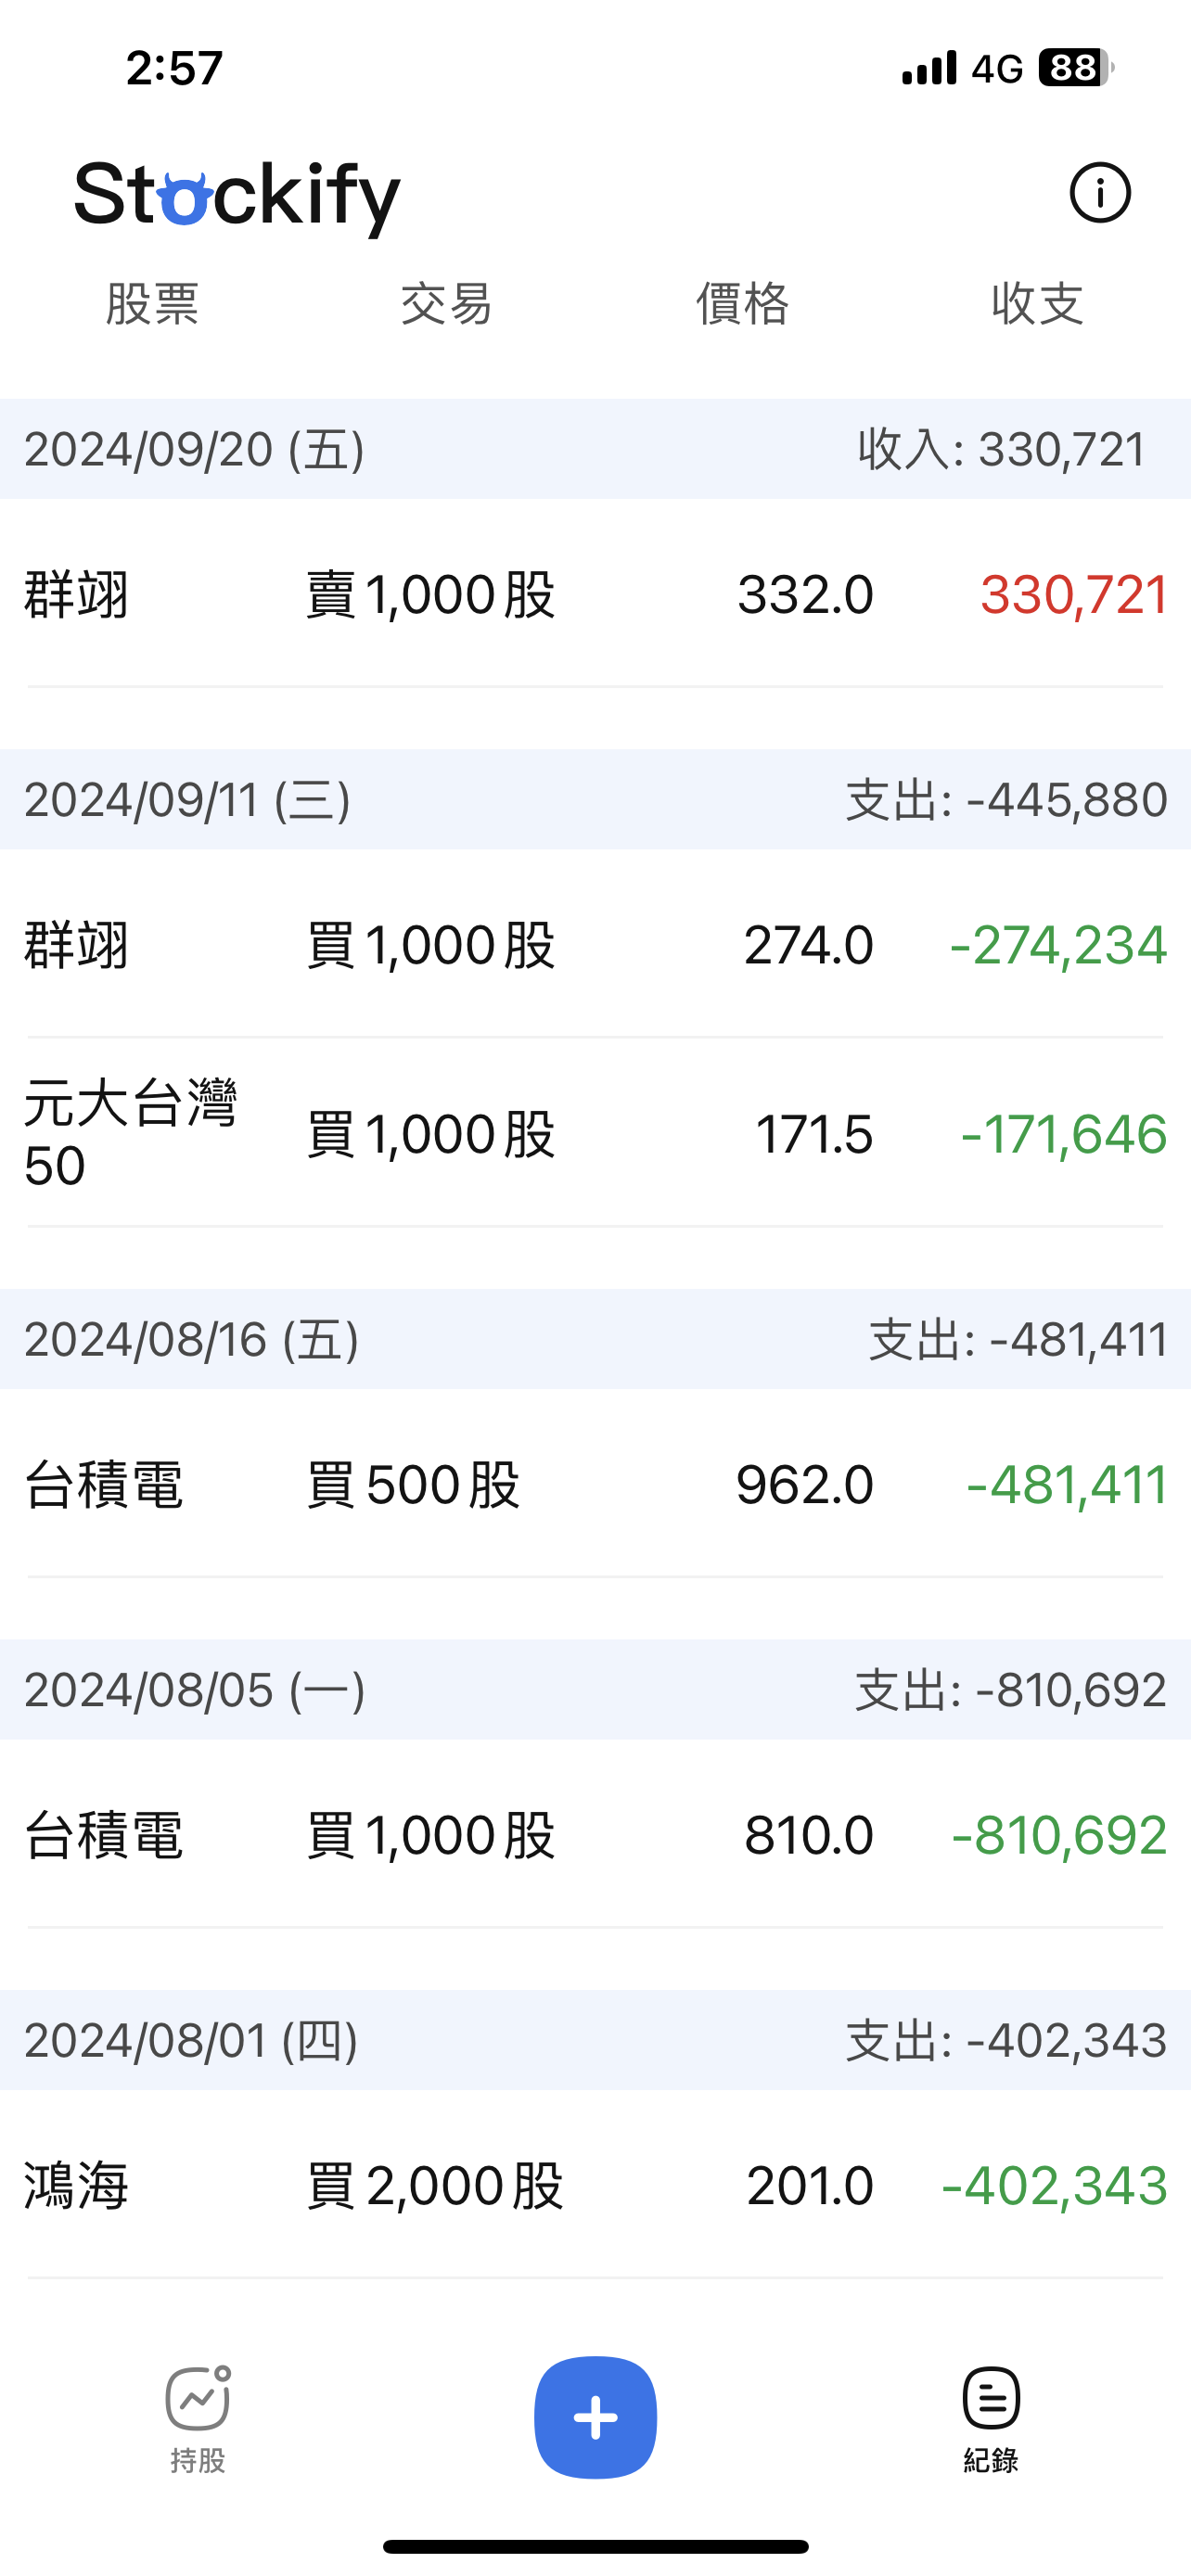 2:57 4G 88
Stockify
股票 交易 價格 收支
2024/09/20 (五) 收入: 330,721
群翊 賣 1,000 股 332.0 330,721
2024/09/11 (三) 支出: -445,880
群翊 買 1,000 股 274.0 -274,234
元大台灣
50 買 1,000 股 171.5 -171,646
2024/08/16 (五) 支出: -481,411
台積電 買 500 股 962.0 -481,411
2024/08/05 (一) 支出: -810,692
台積電 買 1,000 股 810.0 -810,692
2024/08/01 (四) 支出: -402,343
鴻海 買 2,000 股 201.0 -402,343
持股 紀錄